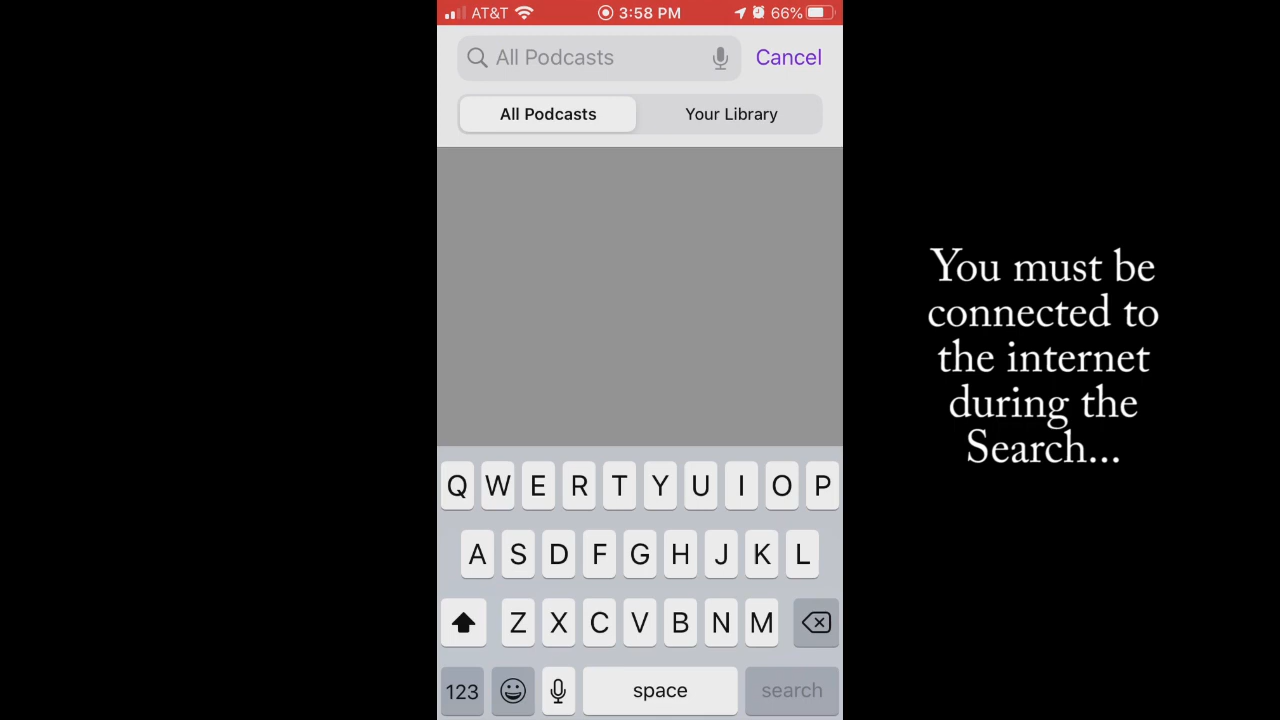 AT&T 3:58 PM 66%
All Podcasts Cancel
All Podcasts Your Library
You must be
connected to
the internet
during the
Search...
Q W E R T Y U I O P
A S D F G H J K L
Z X C V B N M
123 space search